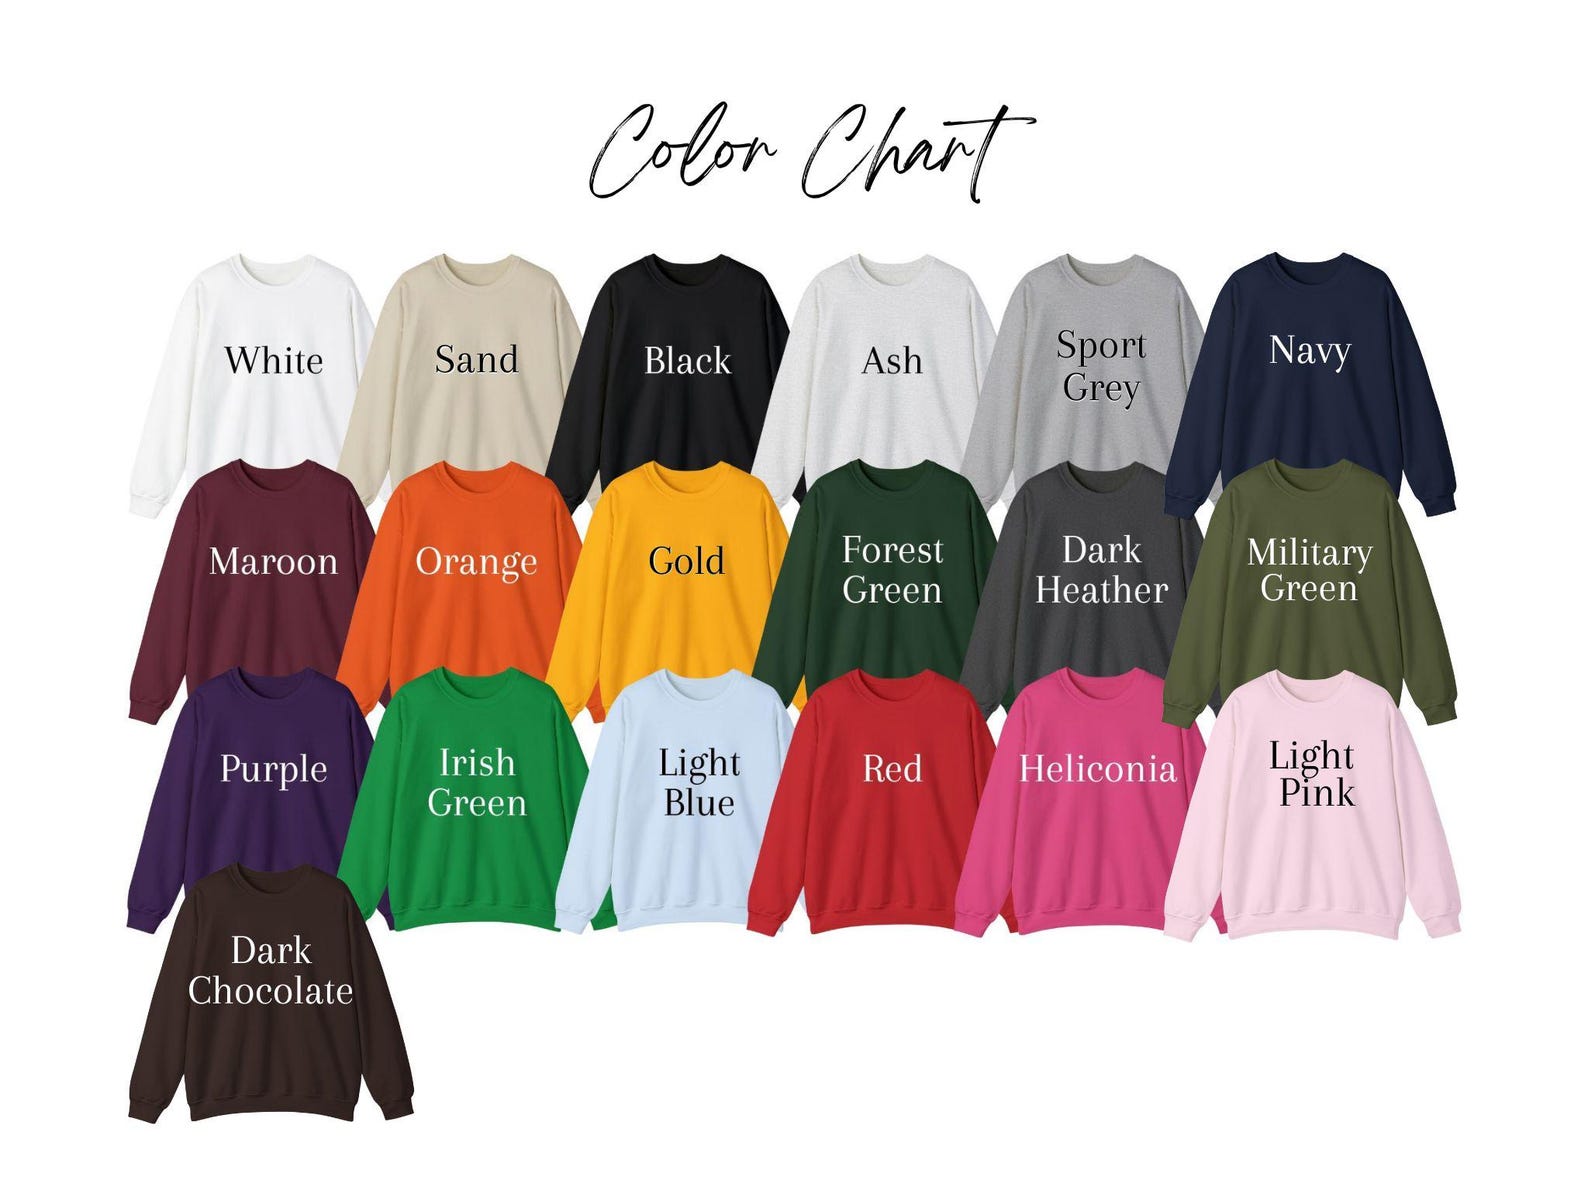 Color Chart
White
Sand
Black
Ash
Sport
Grey
Navy
Maroon
Orange
Gold
Forest
Green
Dark
Heather
Military
Green
Purple
Irish
Green
Light
Blue
Red
Heliconia
Light
Pink
Dark
Chocolate